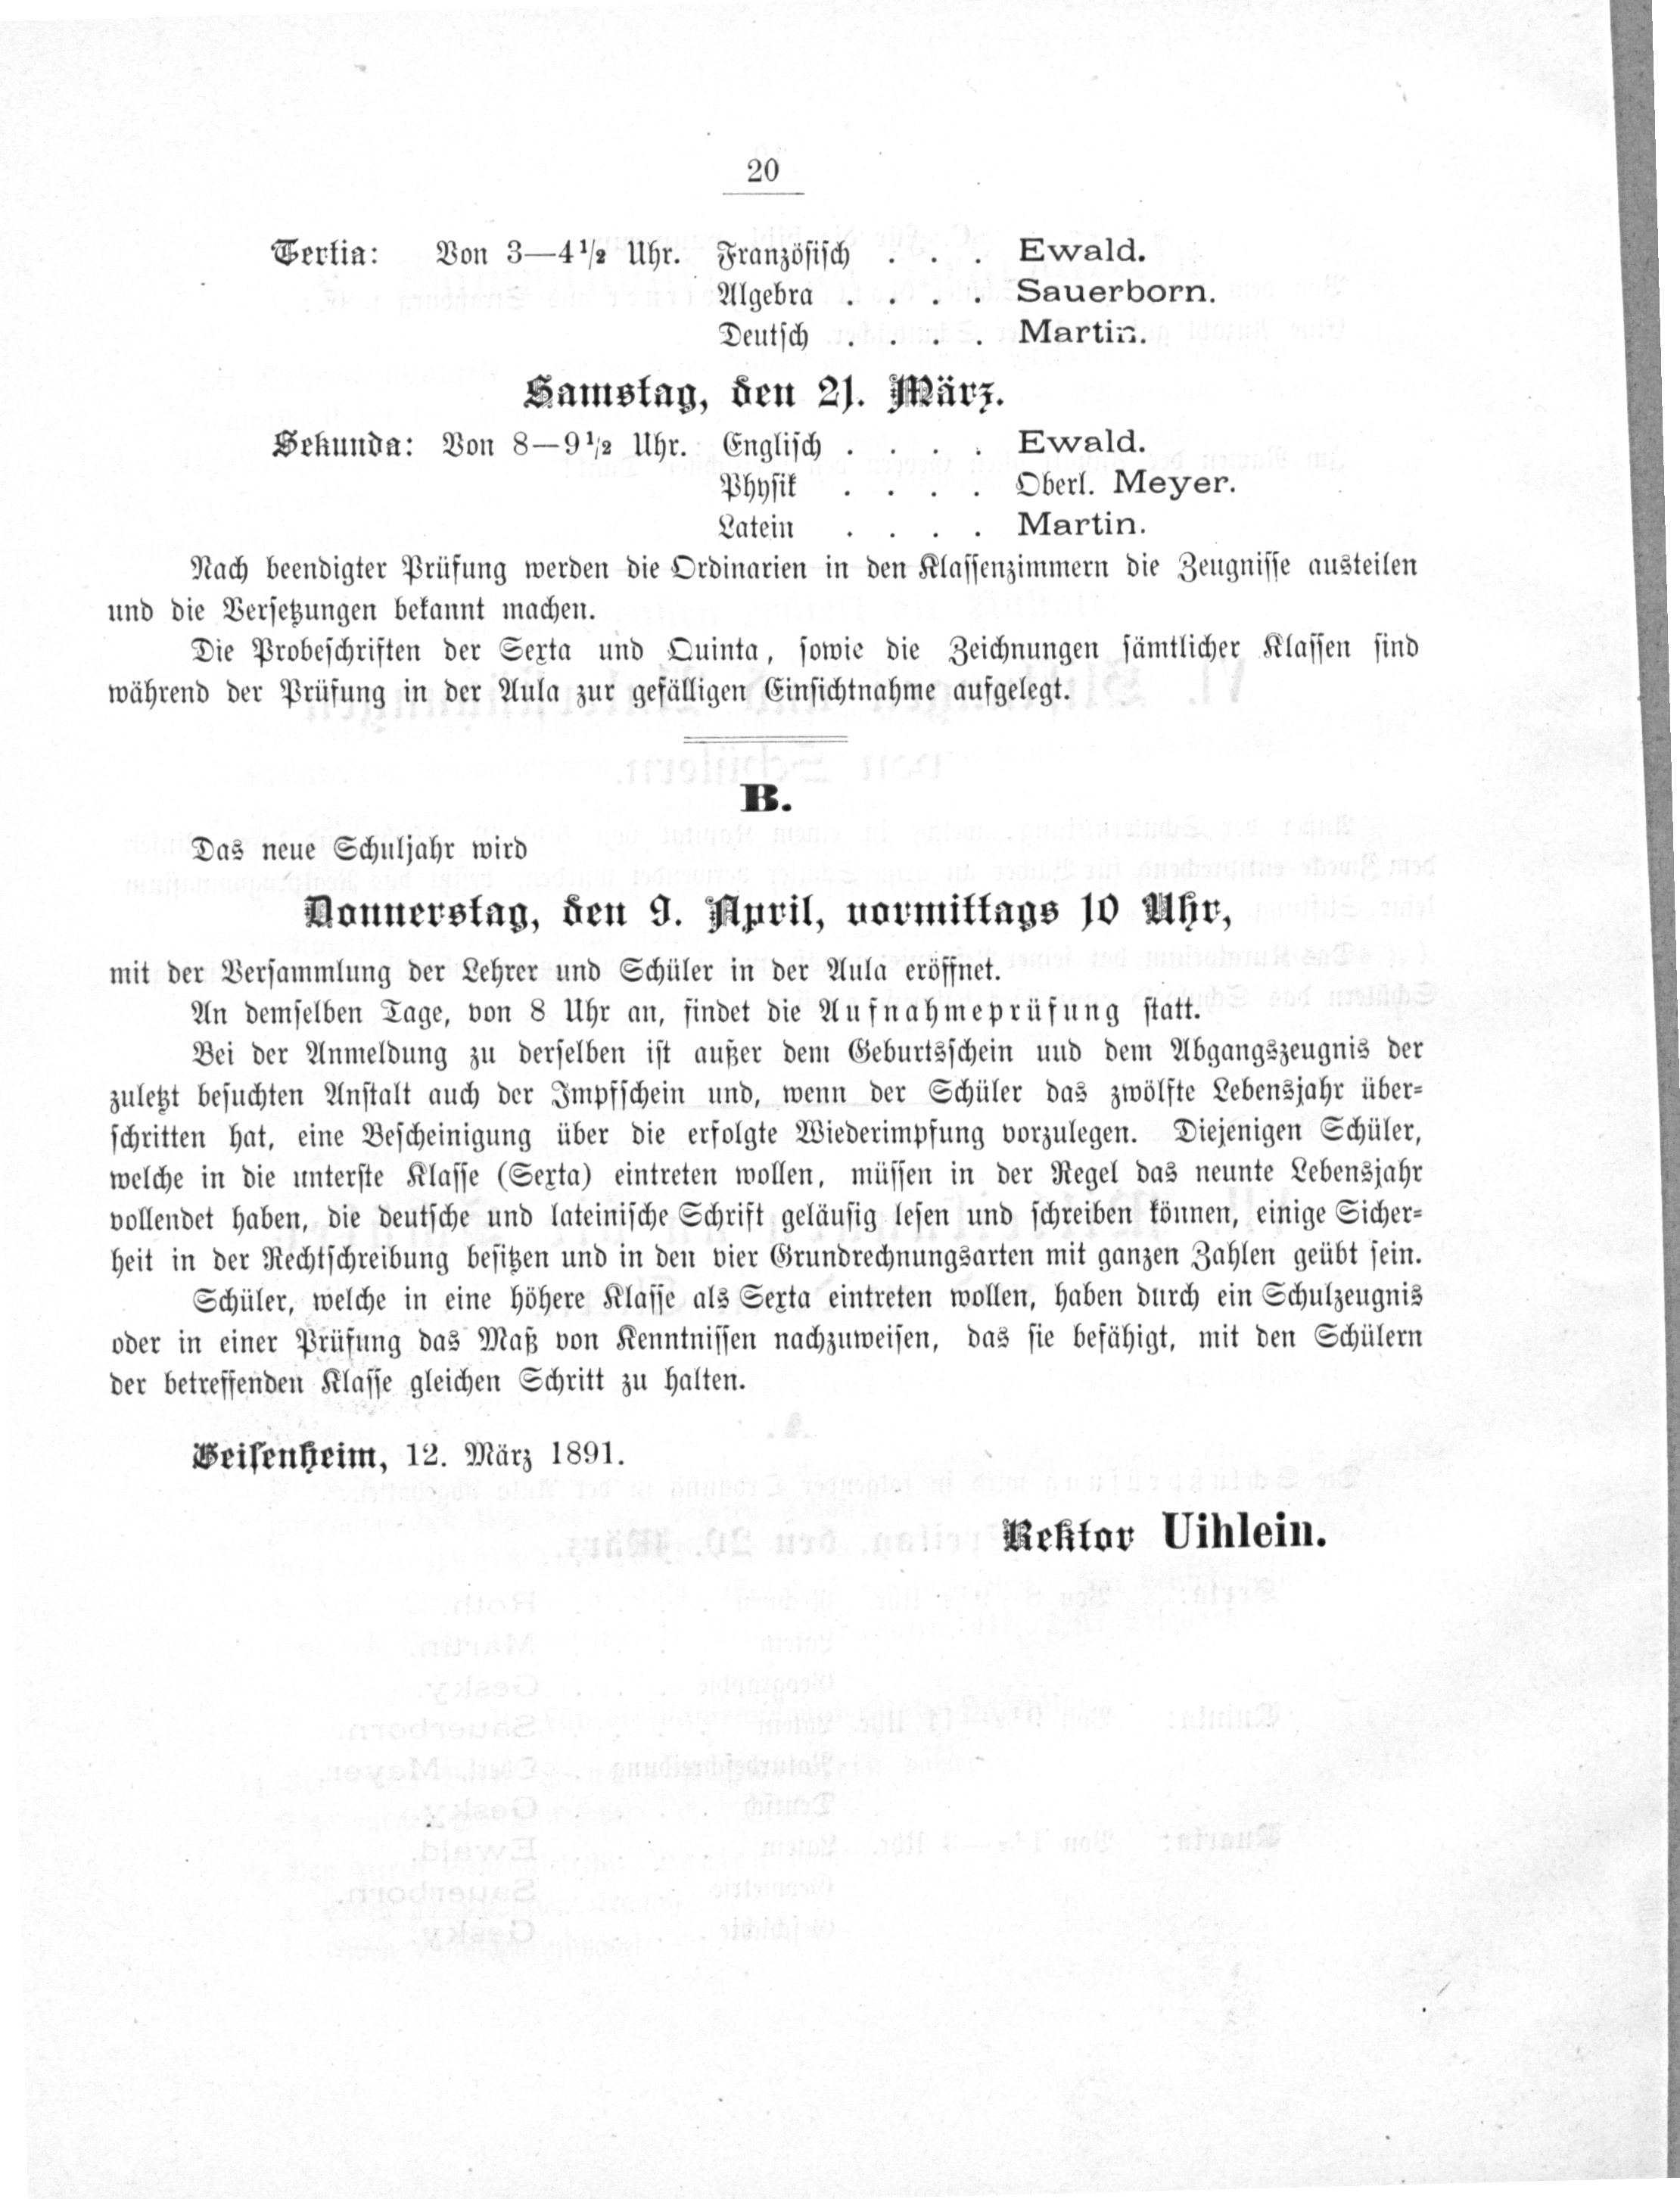 20
Tertia: Von 3—4½ Uhr. Französisch . . . Ewald.
Algebra . . . . Sauerborn.
Deutsch . . . . Martin.
Samstag, den 21. März.
Sekunda: Von 8—9½ Uhr. Englisch . . . . Ewald.
Physik . . . . Oberl. Meyer.
Latein . . . . Martin.
Nach beendigter Prüfung werden die Ordinarien in den Klassenzimmern die Zeugnisse austeilen
und die Versetzungen bekannt machen.
Die Probeschriften der Sexta und Quinta, sowie die Zeichnungen sämtlicher Klassen sind
während der Prüfung in der Aula zur gefälligen Einsichtnahme aufgelegt.
B.
Das neue Schuljahr wird
Donnerstag, den 9. April, vormittags 10 Uhr,
mit der Versammlung der Lehrer und Schüler in der Aula eröffnet.
An demselben Tage, von 8 Uhr an, findet die Aufnahmeprüfung statt.
Bei der Anmeldung zu derselben ist außer dem Geburtsschein und dem Abgangszeugnis der
zuletzt besuchten Anstalt auch der Impfschein und, wenn der Schüler das zwölfte Lebensjahr über-
schritten hat, eine Bescheinigung über die erfolgte Wiederimpfung vorzulegen. Diejenigen Schüler,
welche in die unterste Klasse (Sexta) eintreten wollen, müssen in der Regel das neunte Lebensjahr
vollendet haben, die deutsche und lateinische Schrift geläufig lesen und schreiben können, einige Sicher-
heit in der Rechtschreibung besitzen und in den vier Grundrechnungsarten mit ganzen Zahlen geübt sein.
Schüler, welche in eine höhere Klasse als Sexta eintreten wollen, haben durch ein Schulzeugnis
oder in einer Prüfung das Maß von Kenntnissen nachzuweisen, das sie befähigt, mit den Schülern
der betreffenden Klasse gleichen Schritt zu halten.
Geisenheim, 12. März 1891.
Rektor Uihlein.